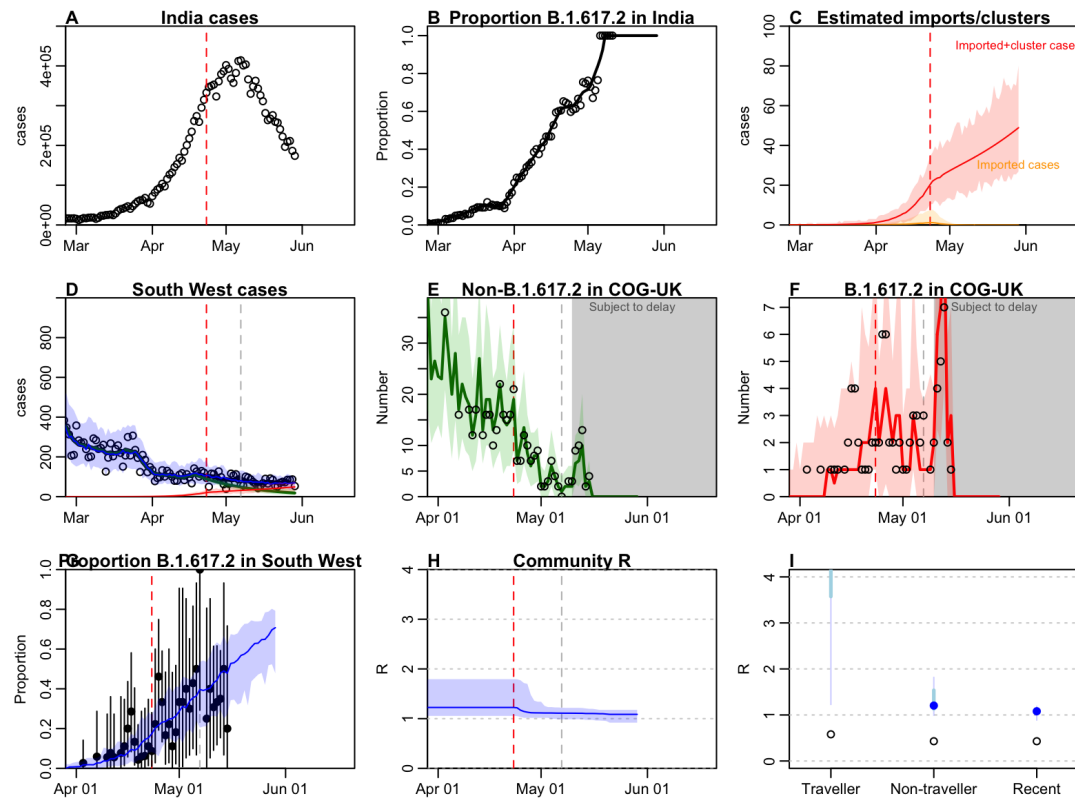 A India cases
cases
0e+00 2e+05 4e+05
Mar Apr May Jun
B Proportion B.1.617.2 in India
Proportion
0.0 0.2 0.4 0.6 0.8 1.0
Mar Apr May Jun
C Estimated imports/clusters
Imported+cluster case
Imported cases
cases
0 20 40 60 80 100
Mar Apr May Jun
D South West cases
cases
0 200 400 600 800
Mar Apr May Jun
E Non-B.1.617.2 in COG-UK
Subject to delay
Number
0 5 10 20 30
Apr 01 May 01 Jun 01
F B.1.617.2 in COG-UK
Subject to delay
Number
0 1 2 3 4 5 6 7
Apr 01 May 01 Jun 01
Proportion B.1.617.2 in South West
Proportion
0.0 0.2 0.4 0.6 0.8 1.0
Apr 01 May 01 Jun 01
H Community R
R
0 1 2 3 4
Apr 01 May 01 Jun 01
I
R
0 1 2 3 4
Traveller Non-traveller Recent